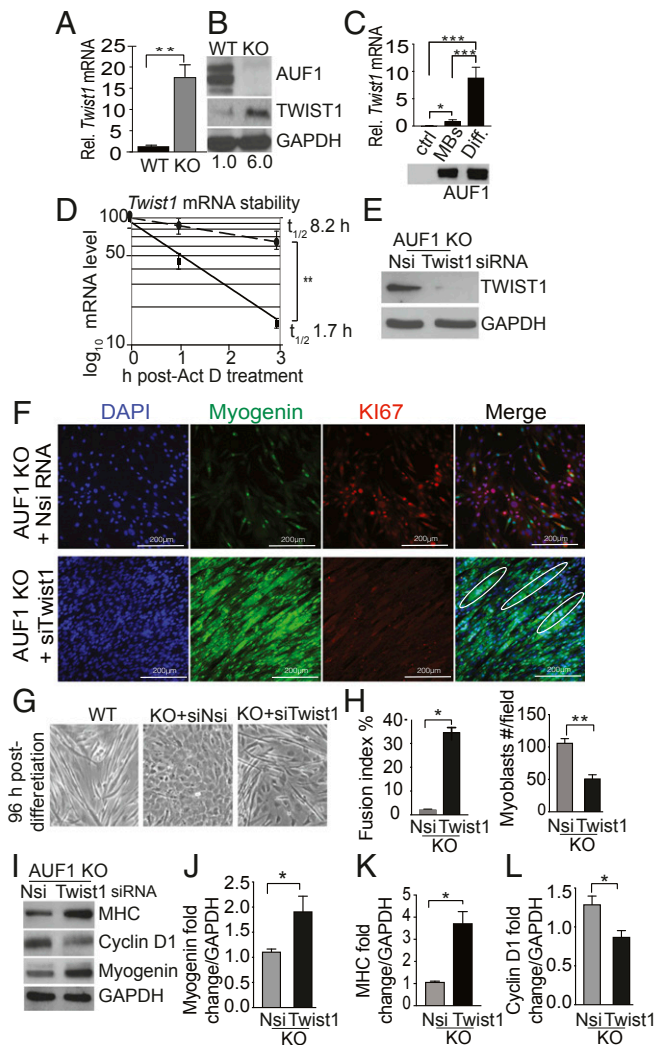 A
Rel. Twist1 mRNA
25
20
15
10
5
0
**
WT KO
B
WT KO
AUF1
TWIST1
GAPDH
1.0 6.0
C
Rel. Twist1 mRNA
15
10
5
0
***
***
*
ctrl
MBs
Diff.
AUF1
D
Twist1 mRNA stability
log10 mRNA level
100
50
10
t1/2 8.2 h
**
t1/2 1.7 h
0 1 2 3
h post-Act D treatment
E
AUF1 KO
Nsi Twist1 siRNA
TWIST1
GAPDH
F
DAPI Myogenin KI67 Merge
AUF1 KO
+ Nsi RNA
200µm 200µm 200µm 200µm
AUF1 KO
+ siTwist1
200µm 200µm 200µm 200µm
G
WT KO+siNsi KO+siTwist1
96 h post-
differetiation
H
Fusion index %
40
30
20
10
0
*
Nsi Twist1
KO
Myoblasts #/field
150
100
50
0
**
Nsi Twist1
KO
I
AUF1 KO
Nsi Twist1 siRNA
MHC
Cyclin D1
Myogenin
GAPDH
J
Myogenin fold
change/GAPDH
2.5
2.0
1.5
1.0
0.5
0.0
*
Nsi Twist1
KO
K
MHC fold
change/GAPDH
5
4
3
2
1
0
*
Nsi Twist1
KO
L
Cyclin D1 fold
change/GAPDH
1.5
1.0
0.5
0.0
*
Nsi Twist1
KO